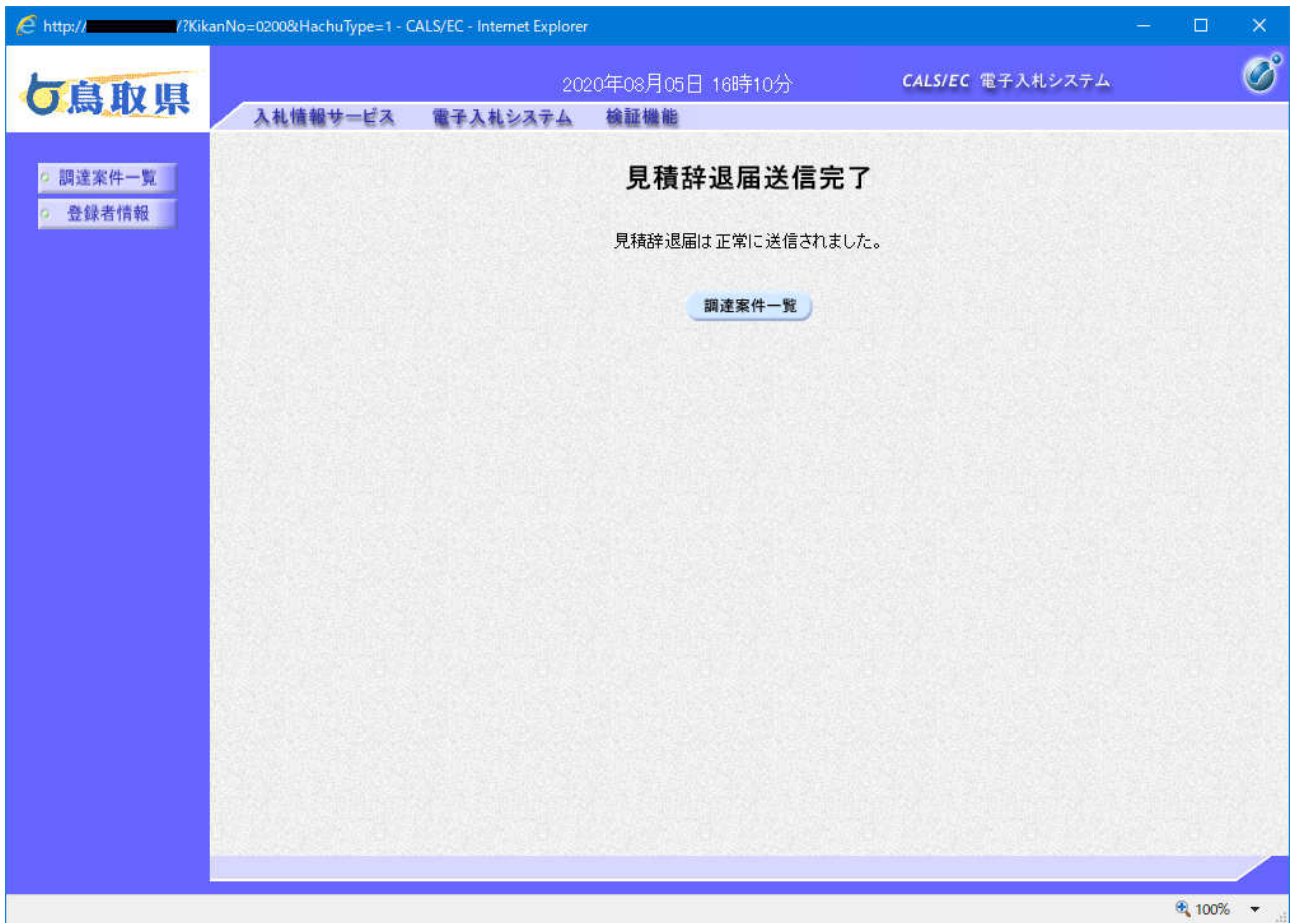 http:// /?KikanNo=0200&HachuType=1 - CALS/EC - Internet Explorer
鳥取県
2020年08月05日 16時10分
CALS/EC 電子入札システム
入札情報サービス 電子入札システム 検証機能
調達案件一覧
登録者情報
見積辞退届送信完了
見積辞退届は正常に送信されました。
調達案件一覧
100%